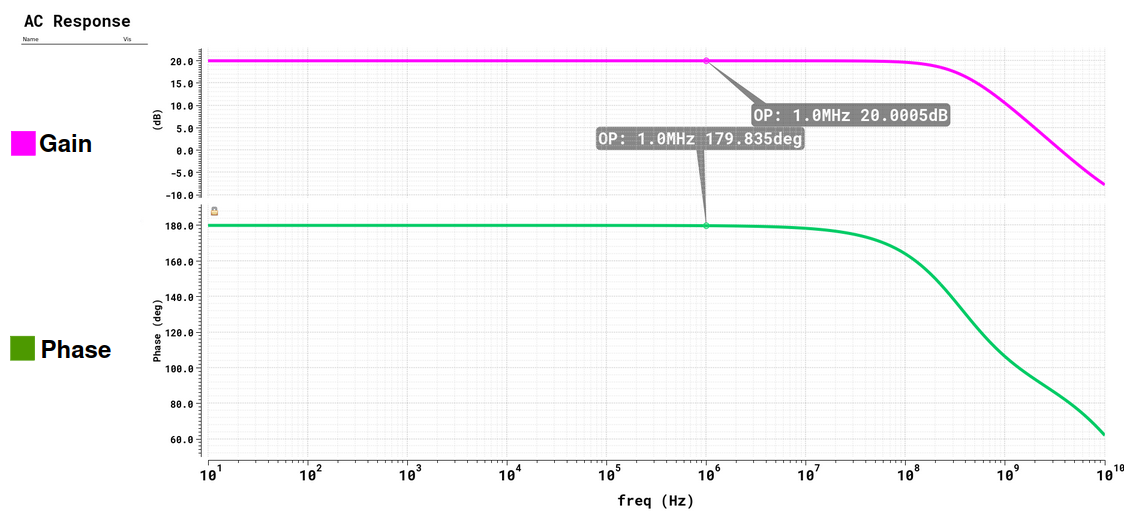 AC Response
Name Vis
Gain
Phase
(dB)
20.0
15.0
10.0
5.0
0.0
-5.0
-10.0
OP: 1.0MHz 20.0005dB
OP: 1.0MHz 179.835deg
Phase (deg)
180.0
160.0
140.0
120.0
100.0
80.0
60.0
10¹ 10² 10³ 10⁴ 10⁵ 10⁶ 10⁷ 10⁸ 10⁹ 10¹⁰
freq (Hz)